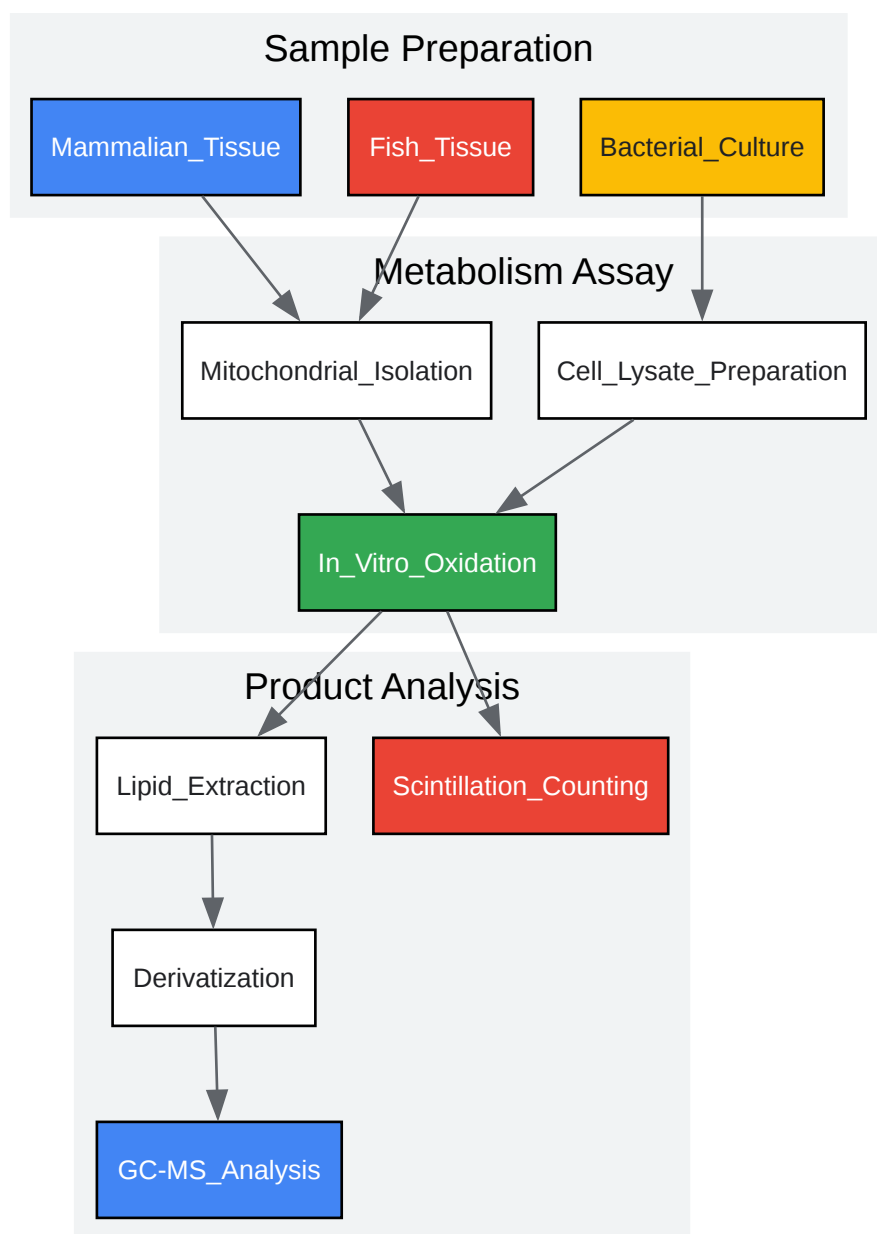 Sample Preparation
Mammalian_Tissue
Fish_Tissue
Bacterial_Culture
Metabolism Assay
Mitochondrial_Isolation
Cell_Lysate_Preparation
In_Vitro_Oxidation
Product Analysis
Lipid_Extraction
Scintillation_Counting
Derivatization
GC-MS_Analysis